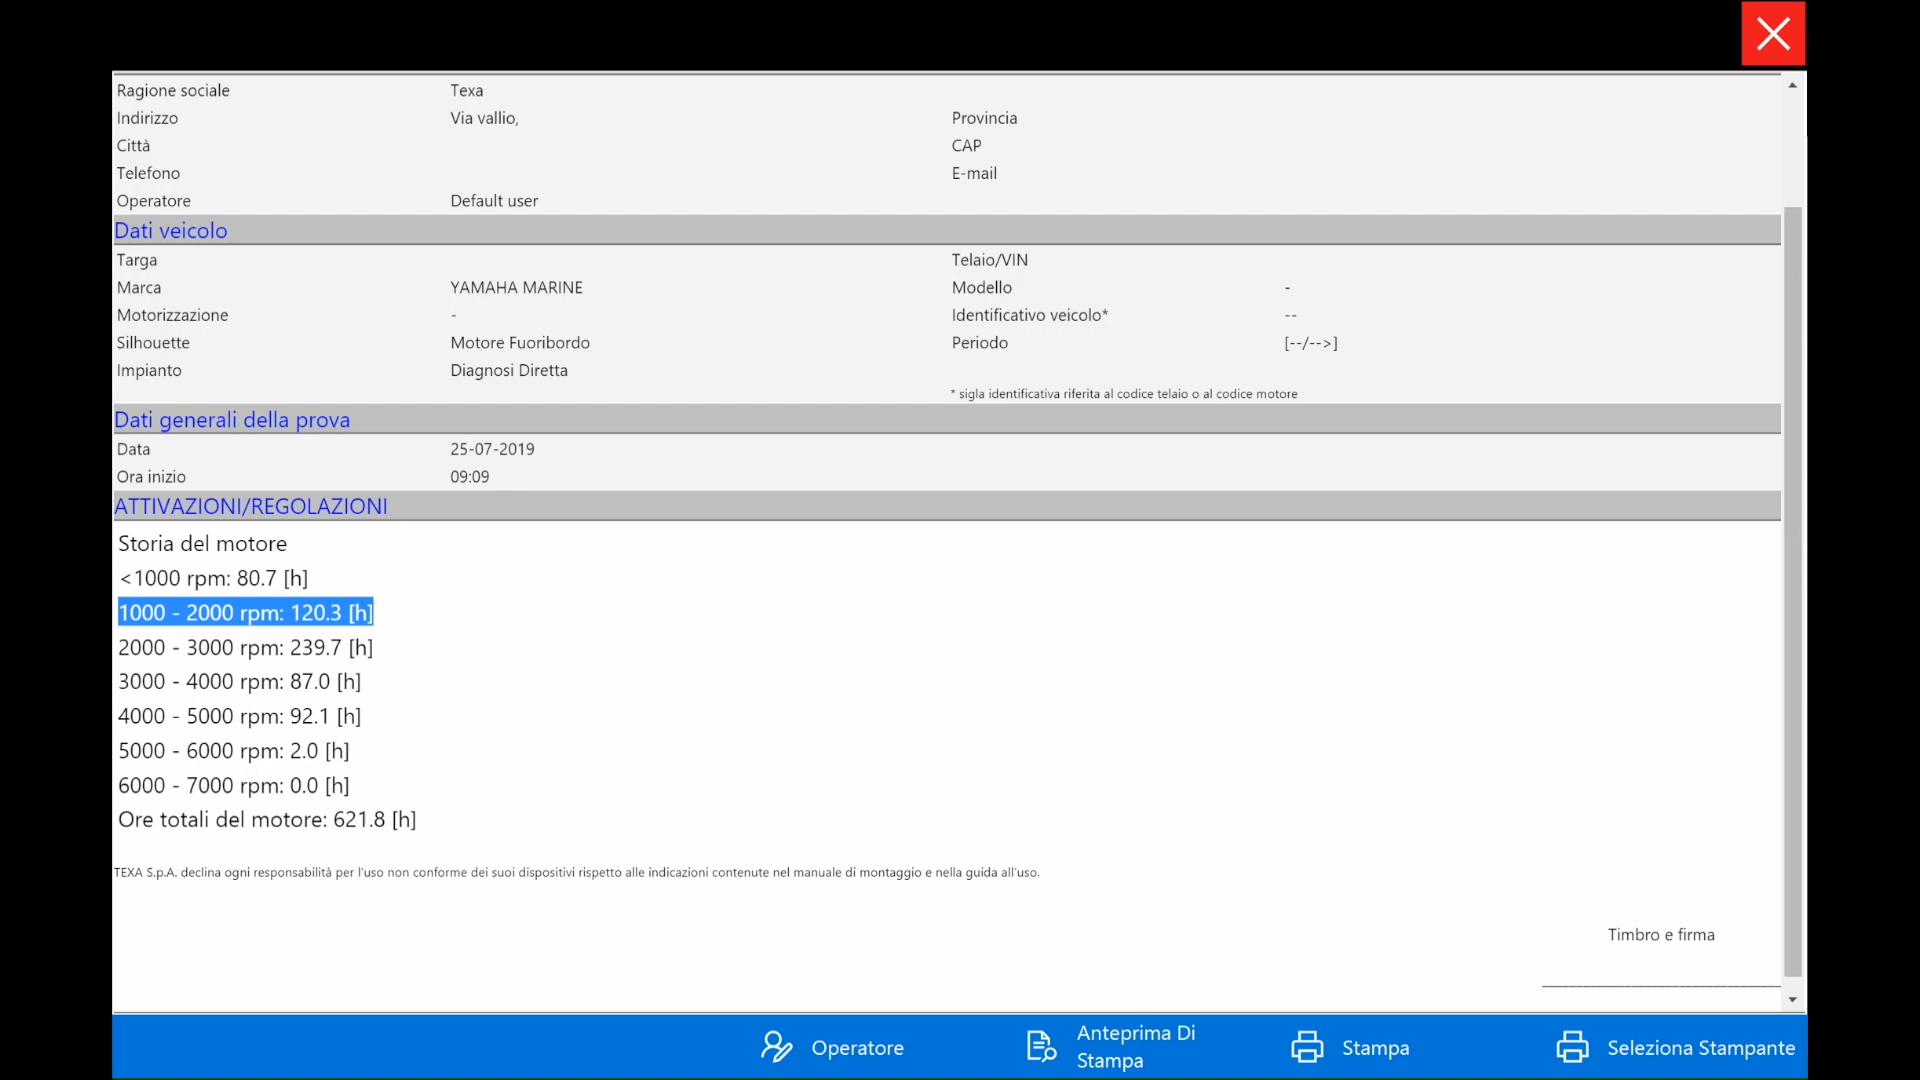 Ragione sociale Texa
Indirizzo Via vallio, Provincia
Città CAP
Telefono E-mail
Operatore Default user
Dati veicolo
Targa Telaio/VIN
Marca YAMAHA MARINE Modello -
Motorizzazione - Identificativo veicolo* --
Silhouette Motore Fuoribordo Periodo [--/-->]
Impianto Diagnosi Diretta
* sigla identificativa riferita al codice telaio o al codice motore
Dati generali della prova
Data 25-07-2019
Ora inizio 09:09
ATTIVAZIONI/REGOLAZIONI
Storia del motore
<1000 rpm: 80.7 [h]
1000 - 2000 rpm: 120.3 [h]
2000 - 3000 rpm: 239.7 [h]
3000 - 4000 rpm: 87.0 [h]
4000 - 5000 rpm: 92.1 [h]
5000 - 6000 rpm: 2.0 [h]
6000 - 7000 rpm: 0.0 [h]
Ore totali del motore: 621.8 [h]
TEXA S.p.A. declina ogni responsabilità per l'uso non conforme dei suoi dispositivi rispetto alle indicazioni contenute nel manuale di montaggio e nella guida all'uso.
Timbro e firma
Operatore
Anteprima Di
Stampa
Stampa
Seleziona Stampante